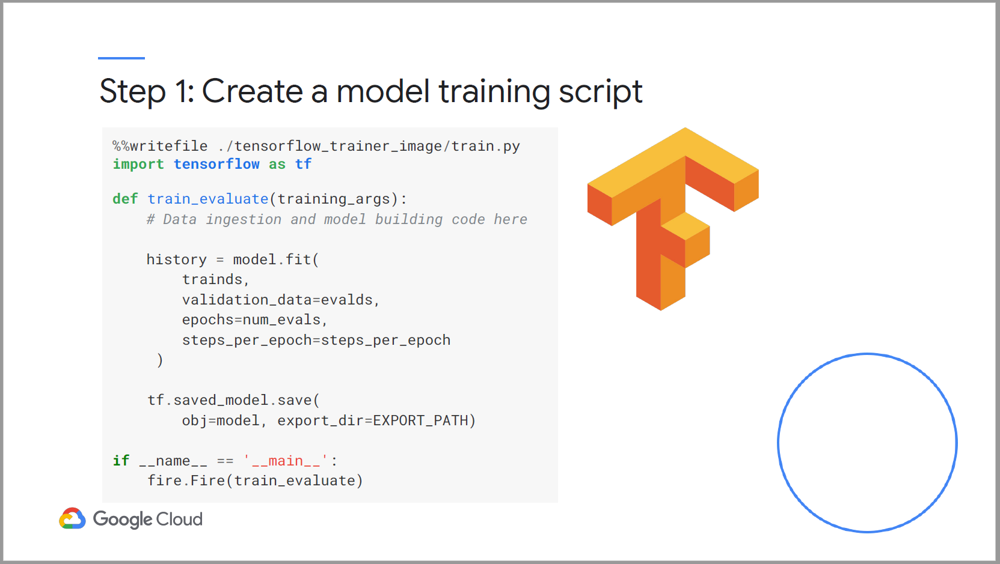 Step 1: Create a model training script
%%writefile ./tensorflow_trainer_image/train.py
import tensorflow as tf
def train_evaluate(training_args):
# Data ingestion and model building code here
history = model.fit(
trainds,
validation_data=evalds,
epochs=num_evals,
steps_per_epoch=steps_per_epoch
)
tf.saved_model.save(
obj=model, export_dir=EXPORT_PATH)
if __name__ == '__main__':
fire.Fire(train_evaluate)
Google Cloud